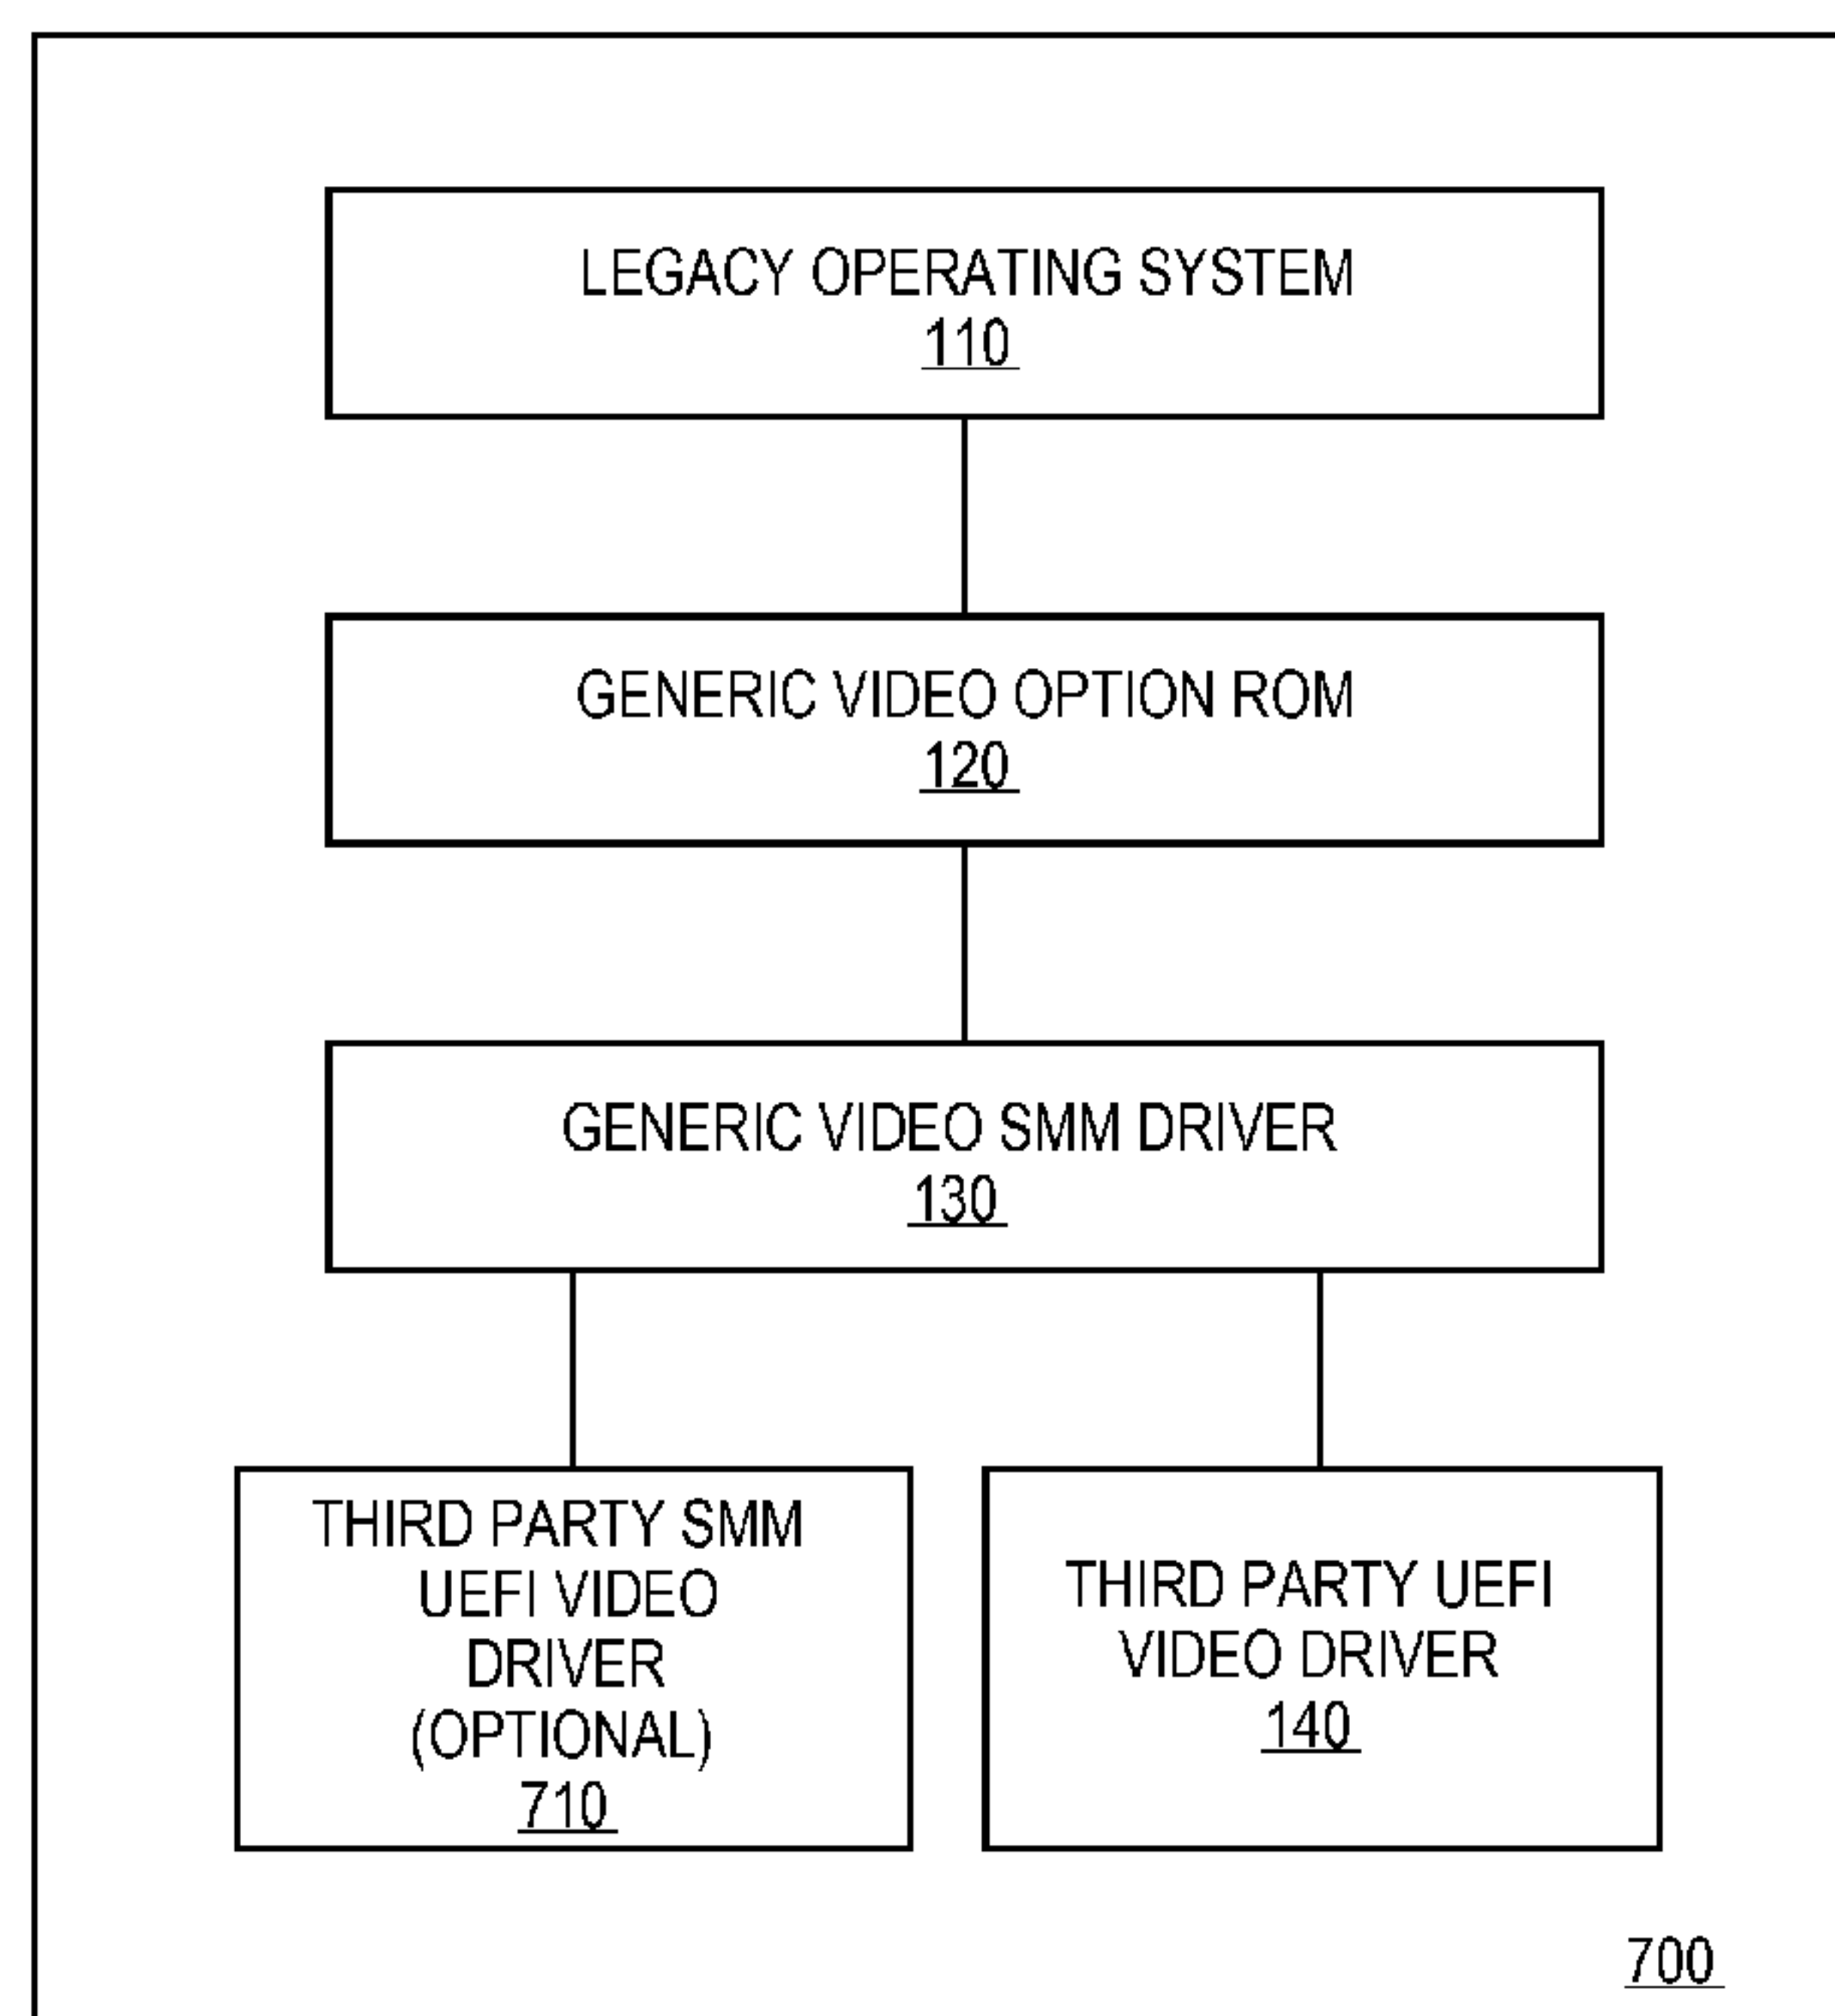 LEGACY OPERATING SYSTEM
110
GENERIC VIDEO OPTION ROM
120
GENERIC VIDEO SMM DRIVER
130
THIRD PARTY SMM
UEFI VIDEO
DRIVER
(OPTIONAL)
710
THIRD PARTY UEFI
VIDEO DRIVER
140
700